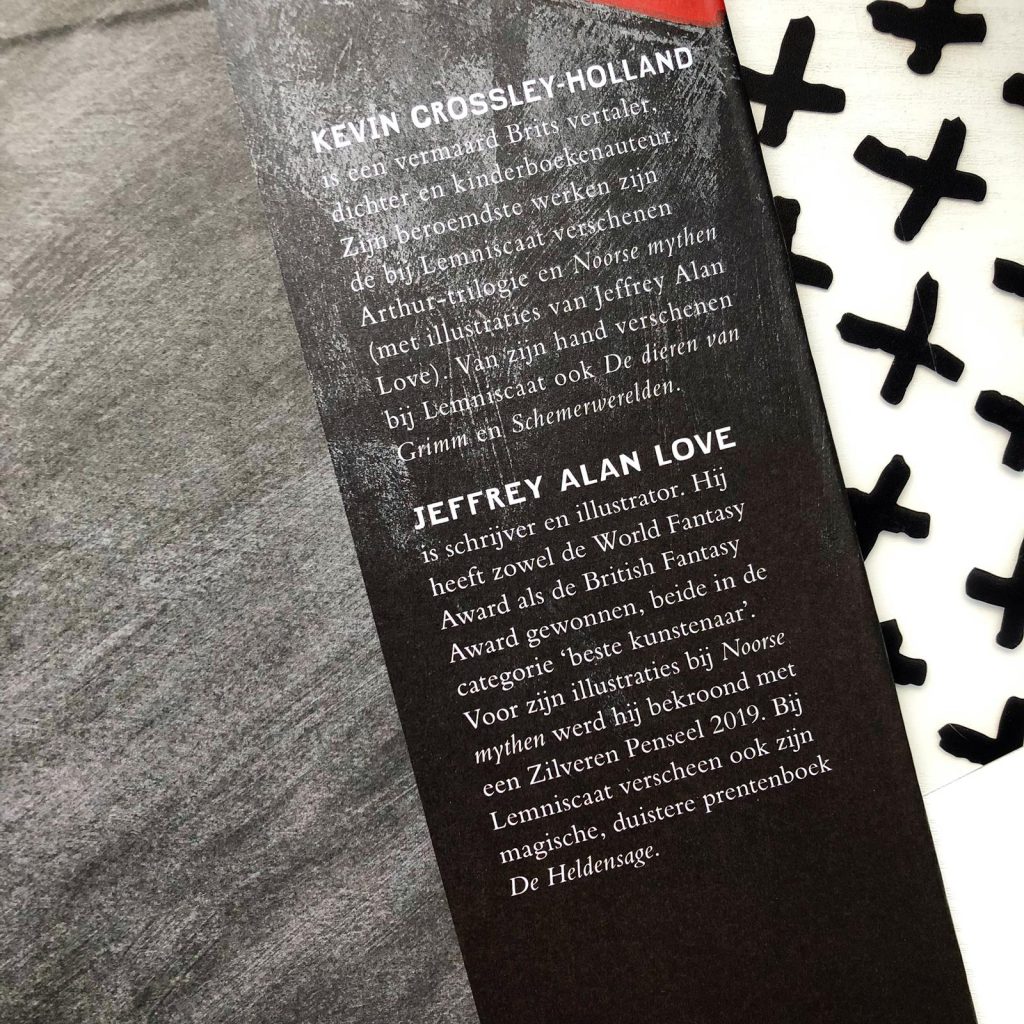 KEVIN CROSSLEY-HOLLAND
is een vermaard Brits vertaler,
dichter en kinderboekenauteur.
Zijn beroemdste werken zijn
de bij Lemniscaat verschenen
Arthur-trilogie en Noorse mythen
(met illustraties van Jeffrey Alan
Love). Van zijn hand verschenen
bij Lemniscaat ook De dieren van
Grimm en Schemerwerelden.
JEFFREY ALAN LOVE
is schrijver en illustrator. Hij
heeft zowel de World Fantasy
Award als de British Fantasy
Award gewonnen, beide in de
categorie ‘beste kunstenaar’.
Voor zijn illustraties bij Noorse
mythen werd hij bekroond met
een Zilveren Penseel 2019. Bij
Lemniscaat verscheen ook zijn
magische, duistere prentenboek
De Heldensage.